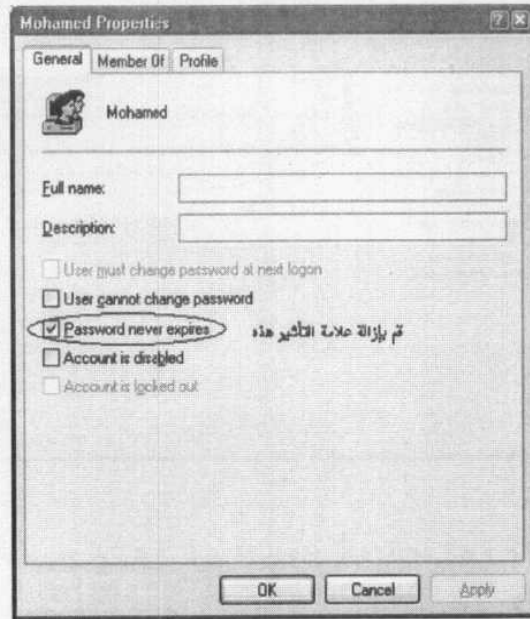 Mohamed Properties
General Member Of Profile
Mohamed
Full name:
Description:
User must change password at next logon
User cannot change password
Password never expires قم بإزالة علامة التأشير هذه
Account is disabled
Account is locked out
OK Cancel Apply